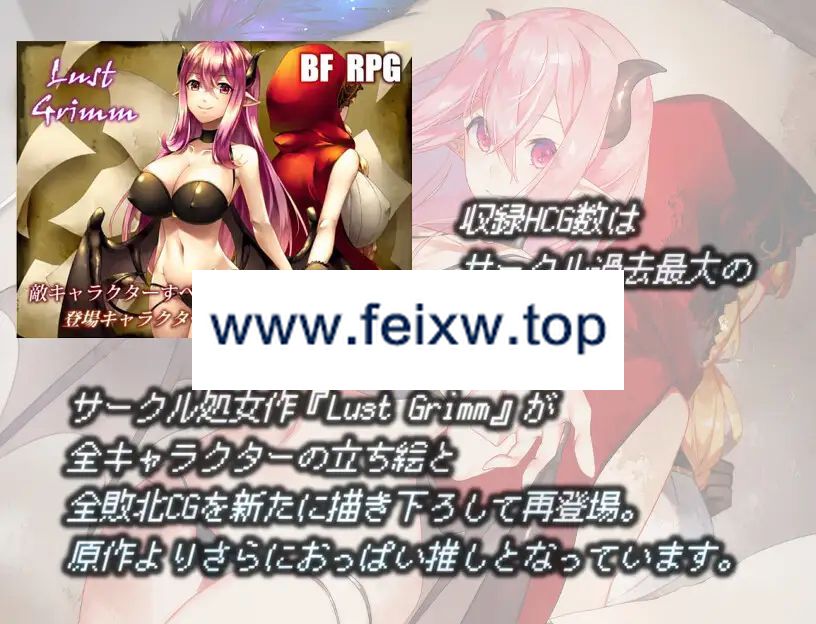 Lust
Grimm
BF RPG
収録HCG数は
サークル過去最大の
敵キャラクターすべ
登場キャラクタ
www.feixw.top
サークル処女作『Lust Grimm』が
全キャラクターの立ち絵と
全敗北CGを新たに描き下ろして再登場。
原作よりさらにおっぱい推しとなっています。